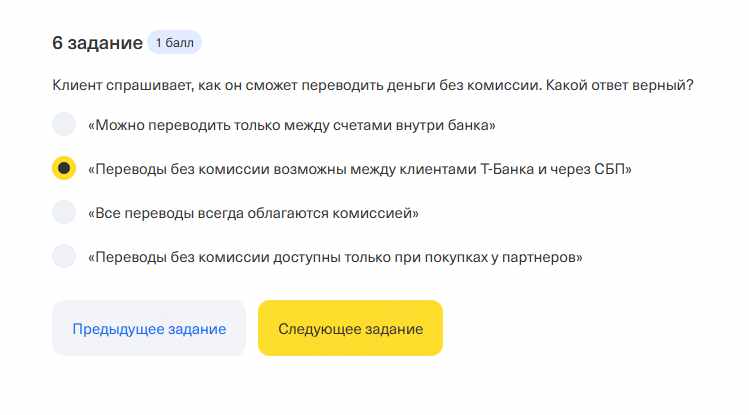 6 задание 1 балл
Клиент спрашивает, как он сможет переводить деньги без комиссии. Какой ответ верный?
«Можно переводить только между счетами внутри банка»
«Переводы без комиссии возможны между клиентами Т-Банка и через СБП»
«Все переводы всегда облагаются комиссией»
«Переводы без комиссии доступны только при покупках у партнеров»
Предыдущее задание Следующее задание